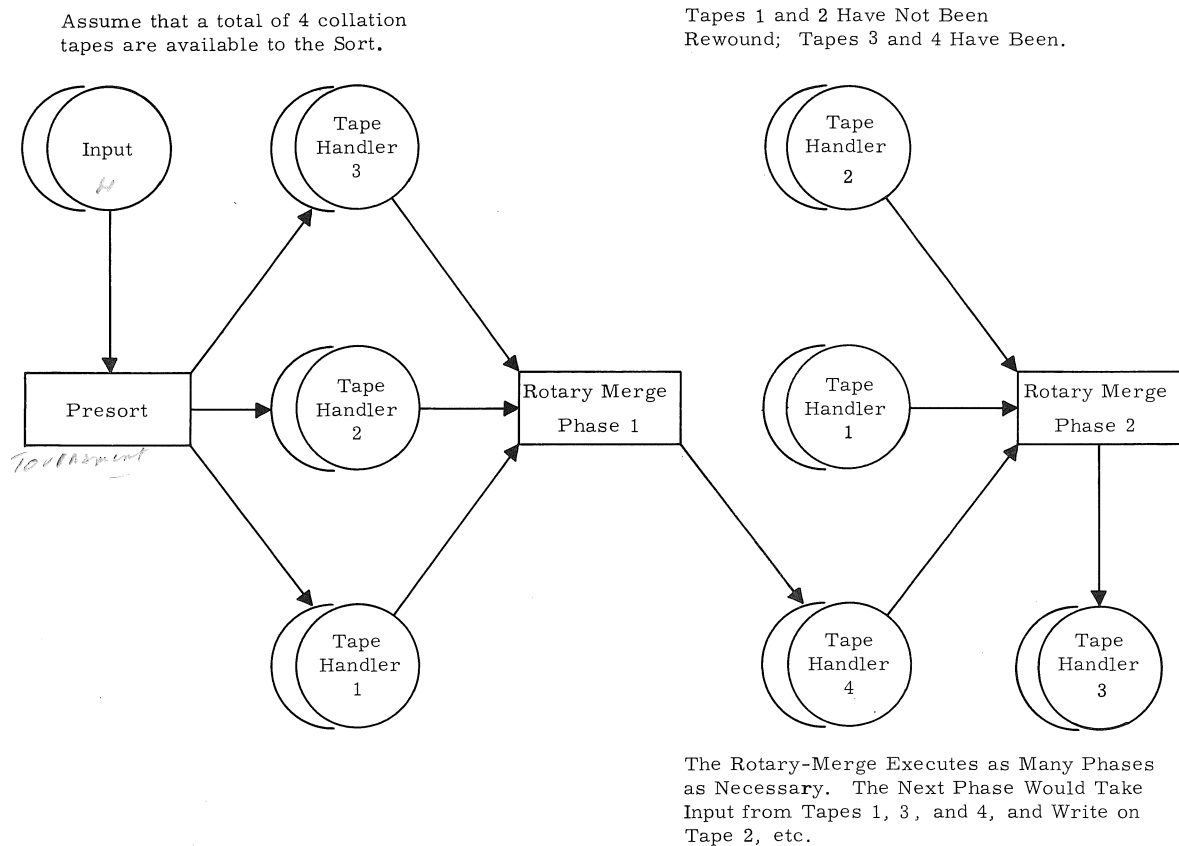 Assume that a total of 4 collation
tapes are available to the Sort.
Tapes 1 and 2 Have Not Been
Rewound; Tapes 3 and 4 Have Been.
Input
Tape
Handler
3
Tape
Handler
2
Presort
Tape
Handler
2
Rotary Merge
Phase 1
Tape
Handler
1
Rotary Merge
Phase 2
Tape
Handler
1
Tape
Handler
4
Tape
Handler
3
The Rotary-Merge Executes as Many Phases
as Necessary. The Next Phase Would Take
Input from Tapes 1, 3, and 4, and Write on
Tape 2, etc.